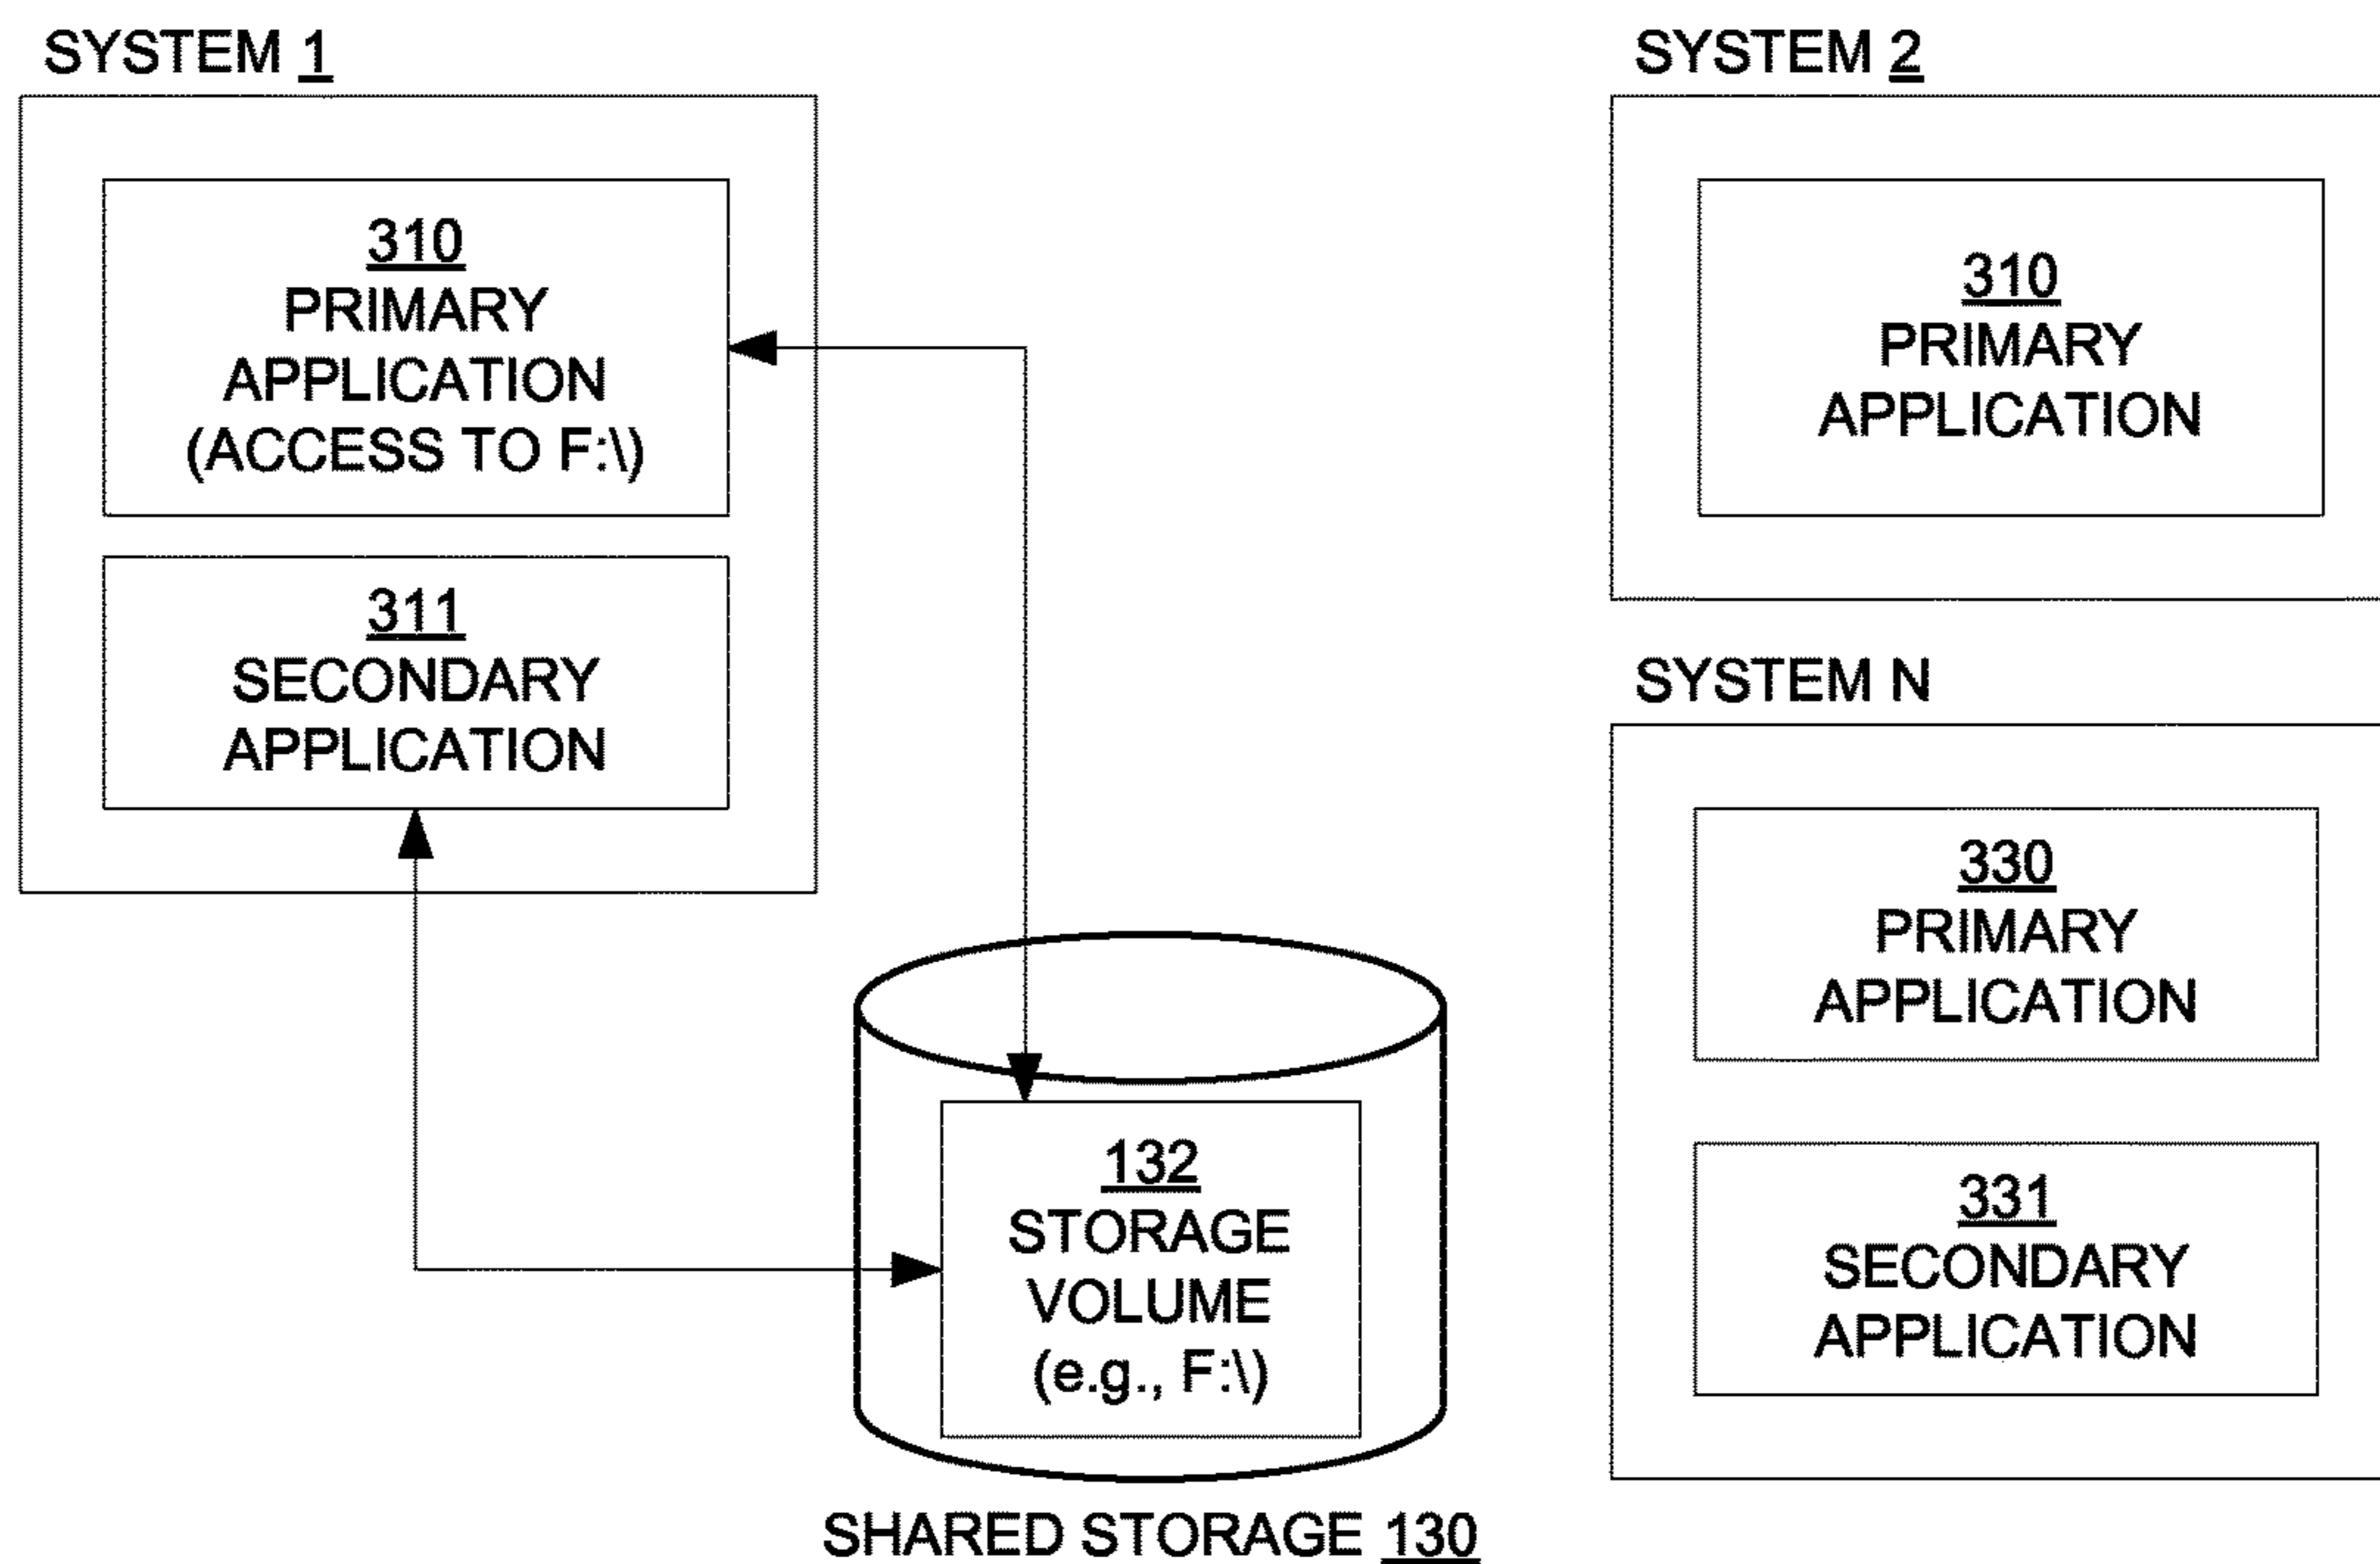 SYSTEM 1
310
PRIMARY
APPLICATION
(ACCESS TO F:\)
311
SECONDARY
APPLICATION
SYSTEM 2
310
PRIMARY
APPLICATION
SYSTEM N
330
PRIMARY
APPLICATION
331
SECONDARY
APPLICATION
132
STORAGE
VOLUME
(e.g., F:\)
SHARED STORAGE 130